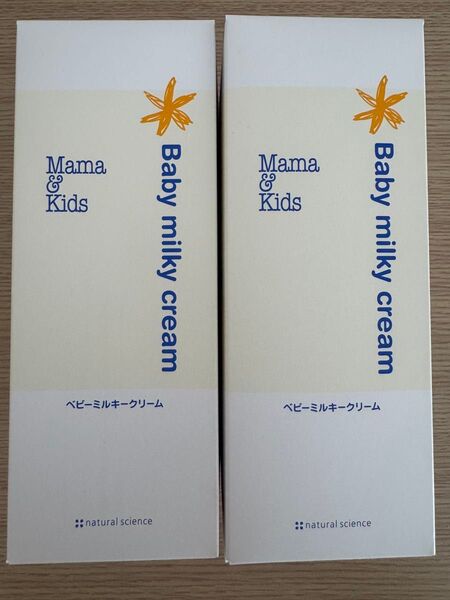 Mama
&
Kids
Baby milky cream
ベビーミルキークリーム
natural science
Mama
&
Kids
Baby milky cream
ベビーミルキークリーム
natural science